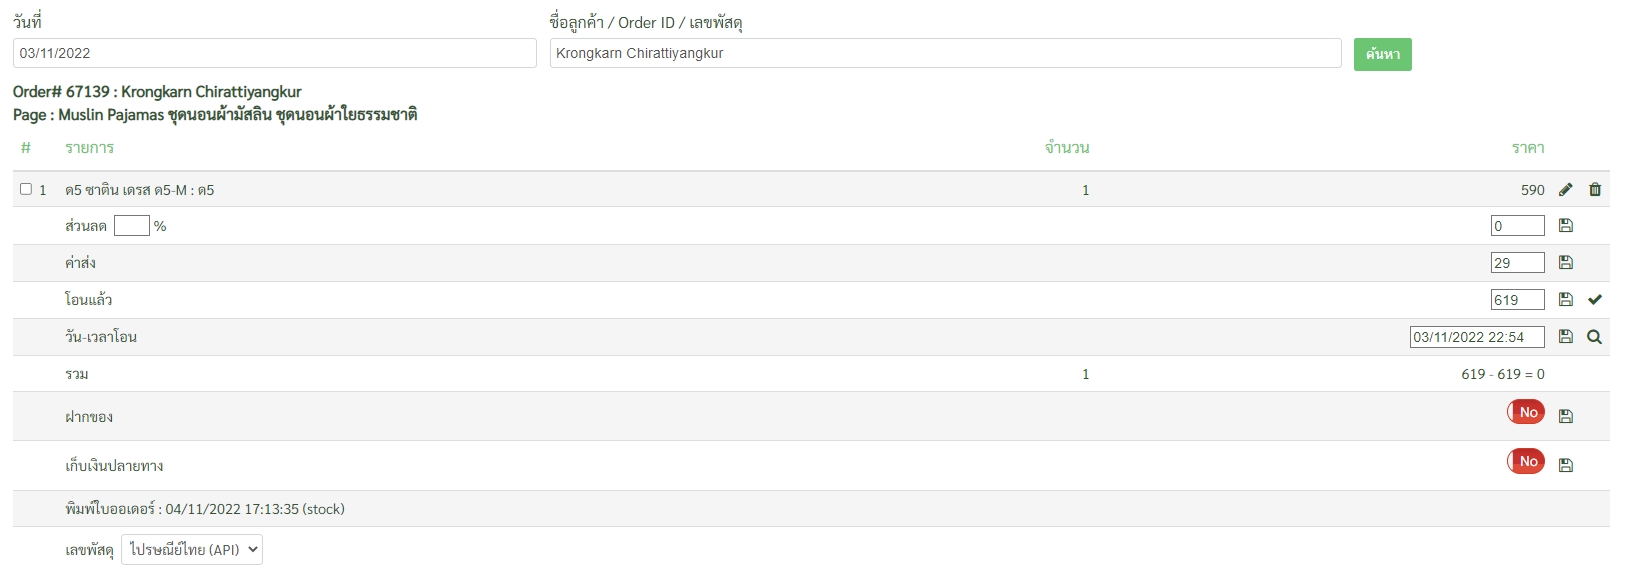 วันที่ ชื่อลูกค้า / Order ID / เลขพัสดุ
03/11/2022 Krongkarn Chirattiyangkur ค้นหา
Order# 67139 : Krongkarn Chirattiyangkur
Page : Muslin Pajamas ชุดนอนผ้ามัสลิน ชุดนอนผ้าใยธรรมชาติ
# รายการ จำนวน ราคา
1 ด5 ซาติน เดรส ด5-M : ด5 1 590
ส่วนลด % 0
ค่าส่ง 29
โอนแล้ว 619
วัน-เวลาโอน 03/11/2022 22:54
รวม 1 619 - 619 = 0
ฝากของ No
เก็บเงินปลายทาง No
พิมพ์ใบออเดอร์ : 04/11/2022 17:13:35 (stock)
เลขพัสดุ ไปรษณีย์ไทย (API)